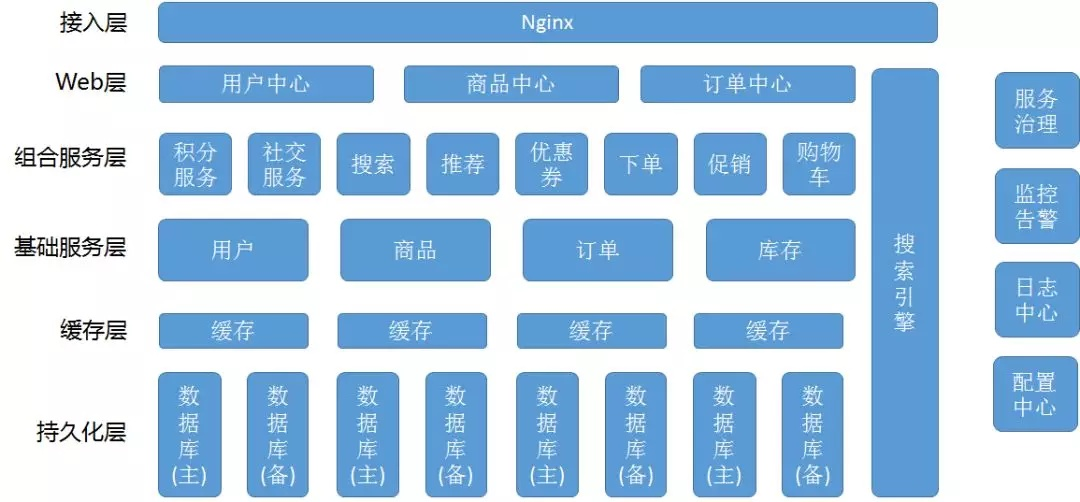 接入层
Nginx
Web层
用户中心
商品中心
订单中心
组合服务层
积分
服务
社交
服务
搜索
推荐
优惠
券
下单
促销
购物
车
基础服务层
用户
商品
订单
库存
缓存层
缓存
缓存
缓存
缓存
持久化层
数
据
库
(主)
数
据
库
(备)
数
据
库
(主)
数
据
库
(备)
数
据
库
(主)
数
据
库
(备)
数
据
库
(主)
数
据
库
(备)
搜
索
引
擎
服务
治理
监控
告警
日志
中心
配置
中心